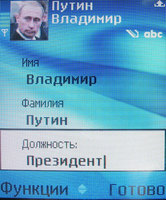 Путин
Владимир
abc
Имя
Владимир
Фамилия
Путин
Должность:
Президент
Функции Готово